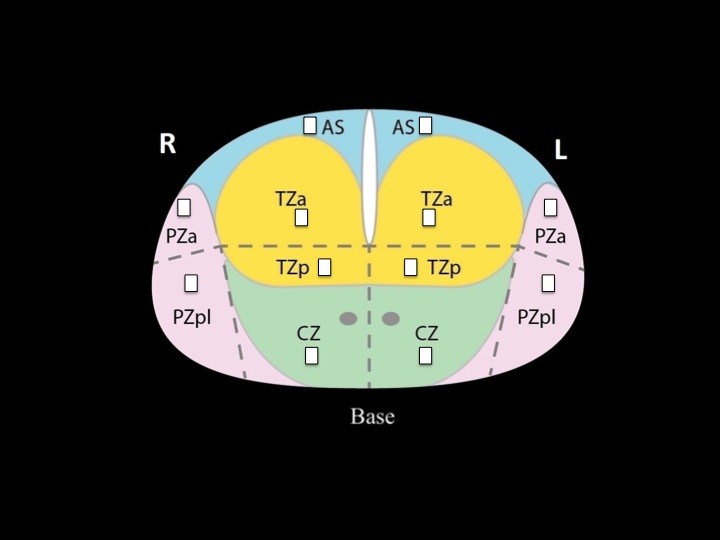 AS AS
R L
TZa TZa
PZa PZa
TZp TZp
PZpl PZpl
CZ CZ
Base